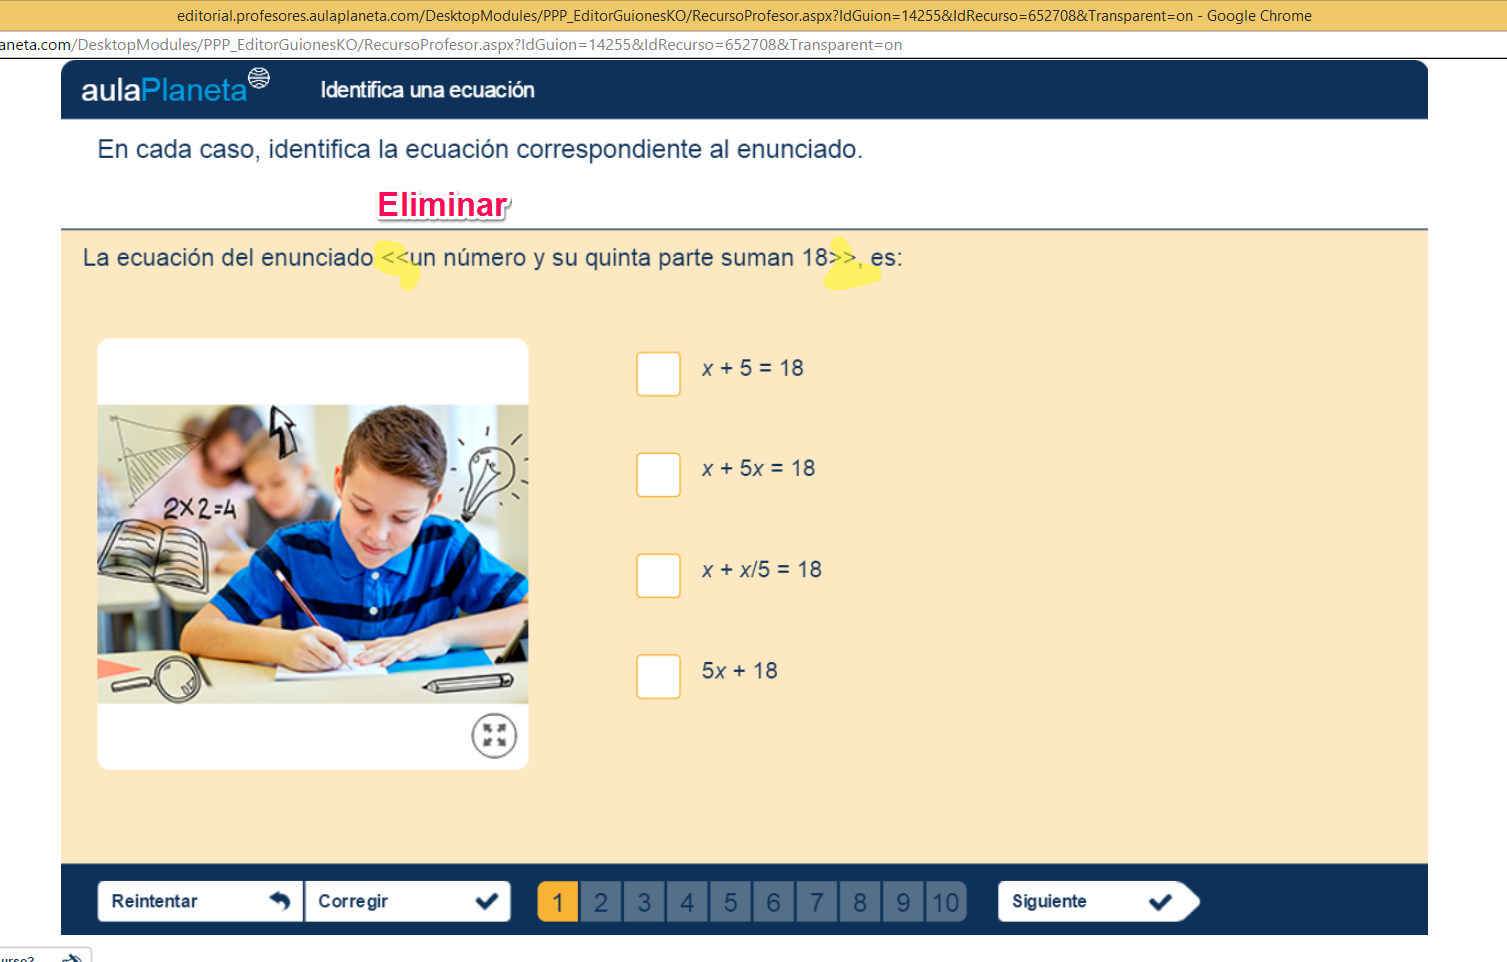 editorial.profesores.aulaplaneta.com/DesktopModules/PPP_EditorGuionesKO/RecursoProfesor.aspx?IdGuion=14255&IdRecurso=652708&Transparent=on - Google Chrome
aneta.com/DesktopModules/PPP_EditorGuionesKO/RecursoProfesor.aspx?IdGuion=14255&IdRecurso=652708&Transparent=on
aulaPlaneta Identifica una ecuación
En cada caso, identifica la ecuación correspondiente al enunciado.
Eliminar
La ecuación del enunciado <<un número y su quinta parte suman 18>>, es:
x + 5 = 18
x + 5x = 18
2x2=4
x + x/5 = 18
5x + 18
Reintentar Corregir 1 2 3 4 5 6 7 8 9 10 Siguiente